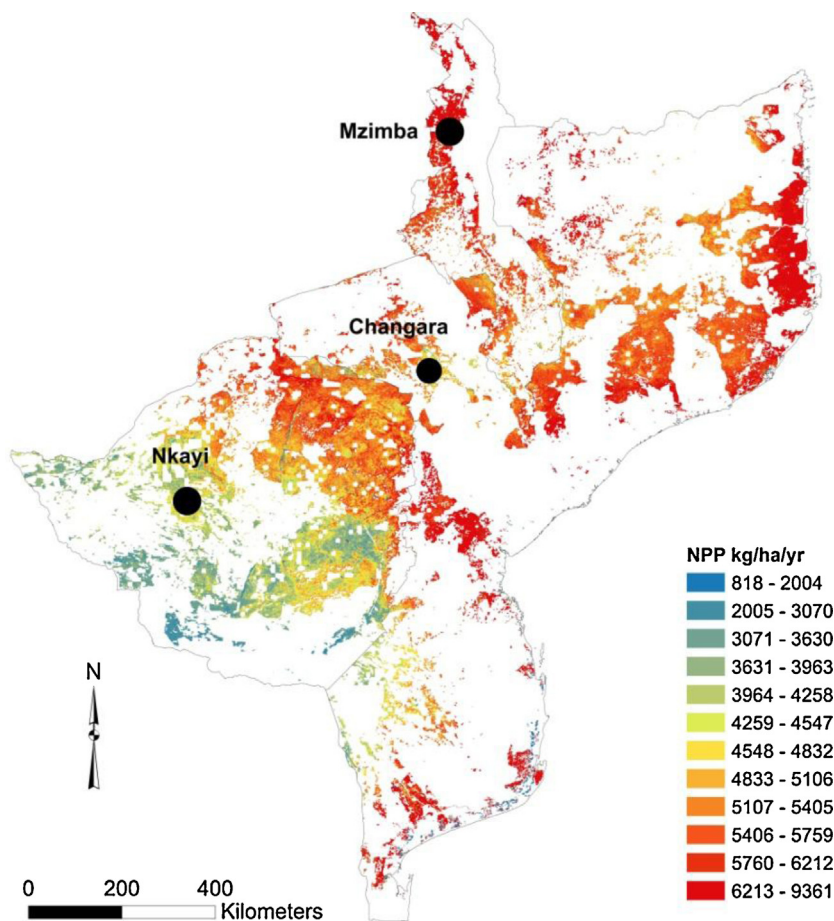 Mzimba
Changara
Nkayi
NPP kg/ha/yr
818 - 2004
2005 - 3070
3071 - 3630
3631 - 3963
3964 - 4258
4259 - 4547
4548 - 4832
4833 - 5106
5107 - 5405
5406 - 5759
5760 - 6212
6213 - 9361
N
0 200 400
Kilometers